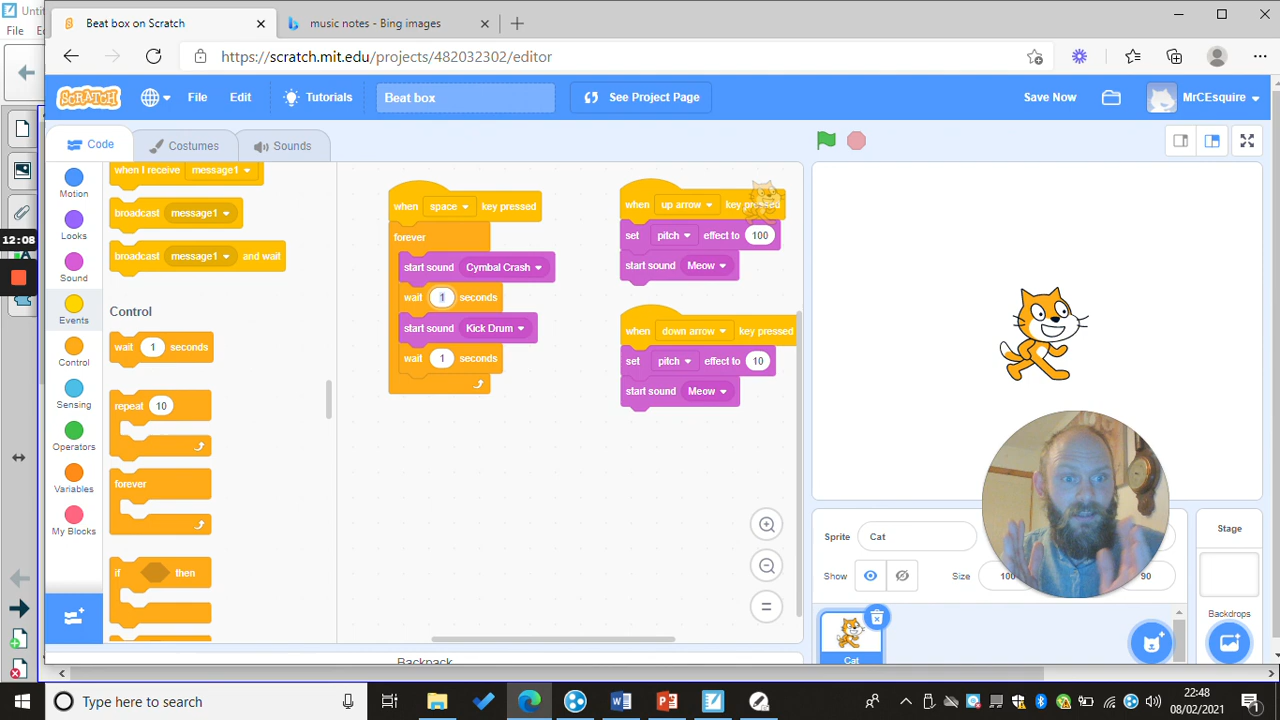 Untit
File
12:08
Beat box on Scratch
music notes - Bing images
https://scratch.mit.edu/projects/482032302/editor
SCRATCH
File
Edit
Tutorials
Beat box
See Project Page
Save Now
MrCEsquire
Code
Costumes
Sounds
Motion
Looks
Sound
Events
Control
Sensing
Operators
Variables
My Blocks
when I receive message1
broadcast message1
broadcast message1 and wait
Control
wait 1 seconds
repeat 10
forever
if then
when space key pressed
forever
start sound Cymbal Crash
wait 1 seconds
start sound Kick Drum
wait 1 seconds
when up arrow key pressed
set pitch effect to 100
start sound Meow
when down arrow key pressed
set pitch effect to 10
start sound Meow
Backpack
Sprite Cat
Show
Size 100
90
Cat
Stage
Backdrops
Type here to search
22:48
08/02/2021
1